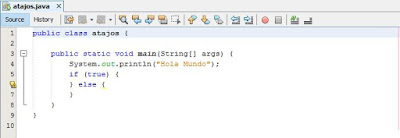 atajos.java
Source History
1 public class atajos {
2
3 public static void main(String[] args) {
4 System.out.println("Hola Mundo");
5 if (true) {
} else {
7 }
8 }
9 }
10